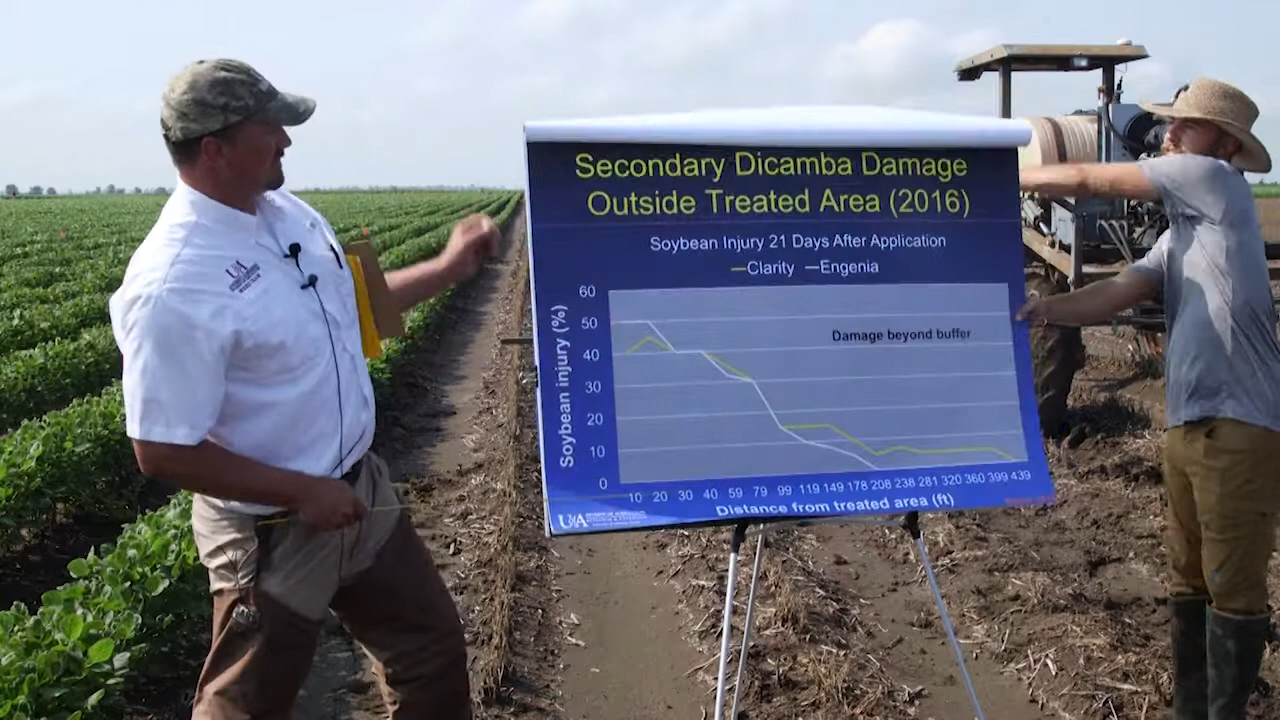 Secondary Dicamba Damage
Outside Treated Area (2016)
Soybean Injury 21 Days After Application
Clarity Engenia
Damage beyond buffer
Soybean injury (%)
60
50
40
30
20
10
0
10 20 30 40 59 79 99 119 149 178 208 238 281 320 360 399 439
Distance from treated area (ft)
UA
UA